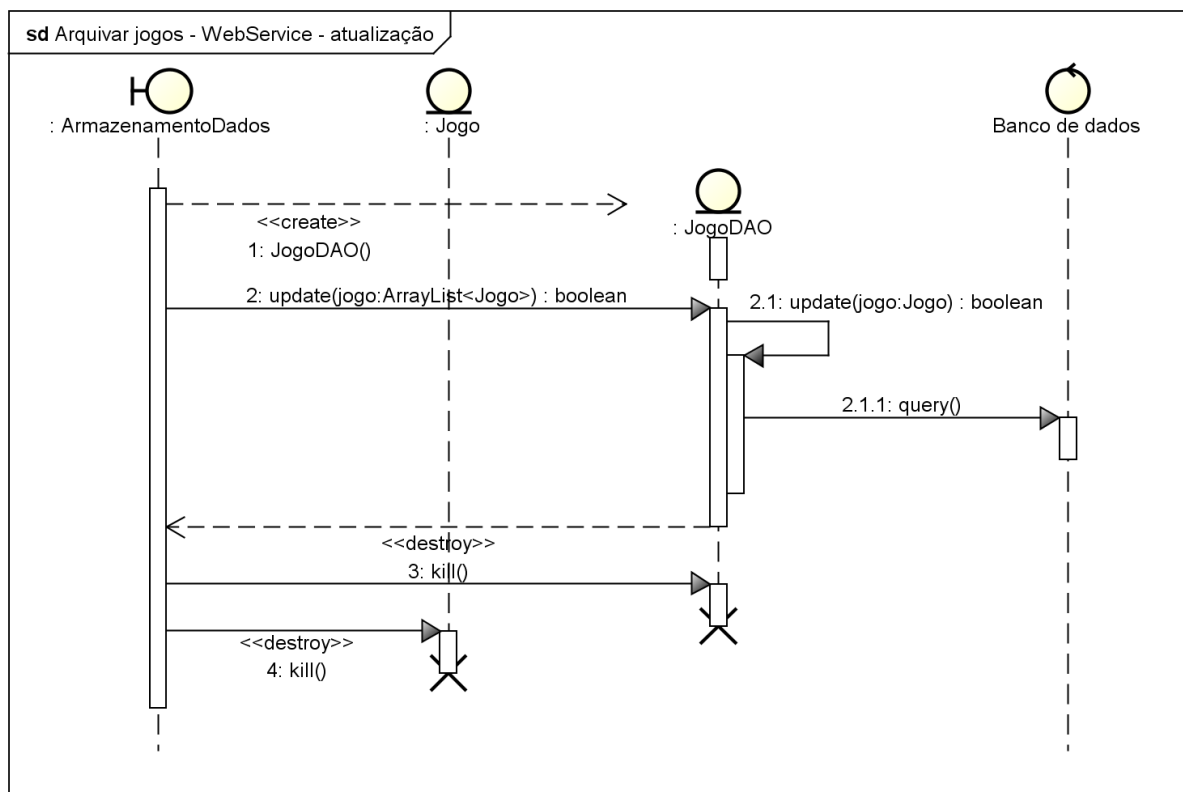 sd Arquivar jogos - WebService - atualização
: ArmazenamentoDados
: Jogo
Banco de dados
: JogoDAO
<<create>>
1: JogoDAO()
2: update(jogo:ArrayList<Jogo>) : boolean
2.1: update(jogo:Jogo) : boolean
2.1.1: query()
<<destroy>>
3: kill()
<<destroy>>
4: kill()